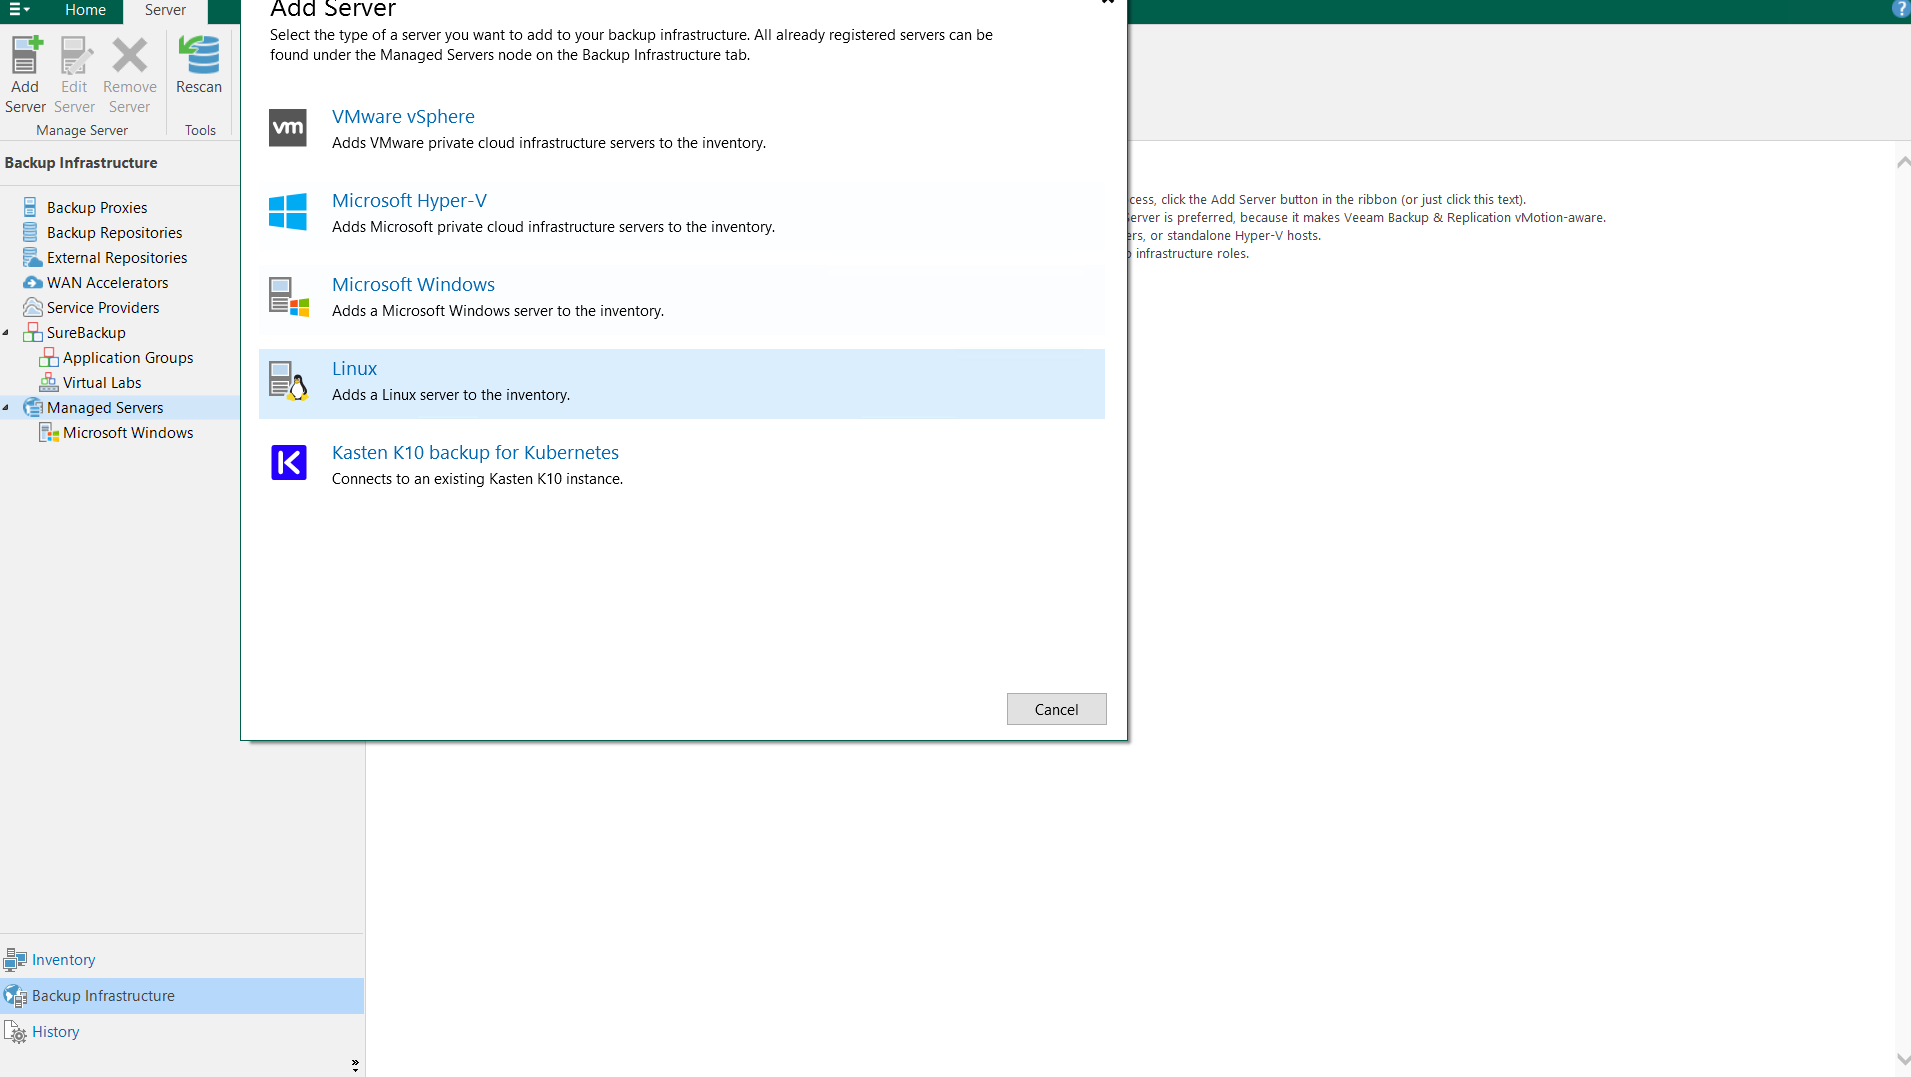 Home
Server
?
Add Server
Edit Server
Remove Server
Rescan
Manage Server
Tools
Backup Infrastructure
Backup Proxies
Backup Repositories
External Repositories
WAN Accelerators
Service Providers
SureBackup
Application Groups
Virtual Labs
Managed Servers
Microsoft Windows
Inventory
Backup Infrastructure
History
Add Server
Select the type of a server you want to add to your backup infrastructure. All already registered servers can be
found under the Managed Servers node on the Backup Infrastructure tab.
vm
VMware vSphere
Adds VMware private cloud infrastructure servers to the inventory.
Microsoft Hyper-V
Adds Microsoft private cloud infrastructure servers to the inventory.
Microsoft Windows
Adds a Microsoft Windows server to the inventory.
Linux
Adds a Linux server to the inventory.
K
Kasten K10 backup for Kubernetes
Connects to an existing Kasten K10 instance.
Cancel
cess, click the Add Server button in the ribbon (or just click this text).
Server is preferred, because it makes Veeam Backup & Replication vMotion-aware.
ers, or standalone Hyper-V hosts.
infrastructure roles.